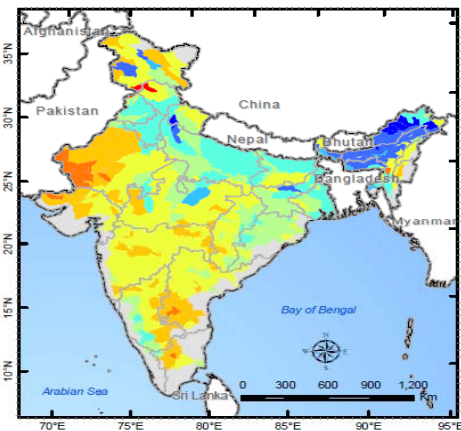 Afghanistan
35°N
China
Pakistan
30°N
Nepal
Bhutan
Bangladesh
25°N
Myanmar
20°N
15°N
Bay of Bengal
N
W
E
S
10°N
0 300 600 900 1,200
Km
Arabian Sea
Sri Lanka
70°E 75°E 80°E 85°E 90°E 95°E